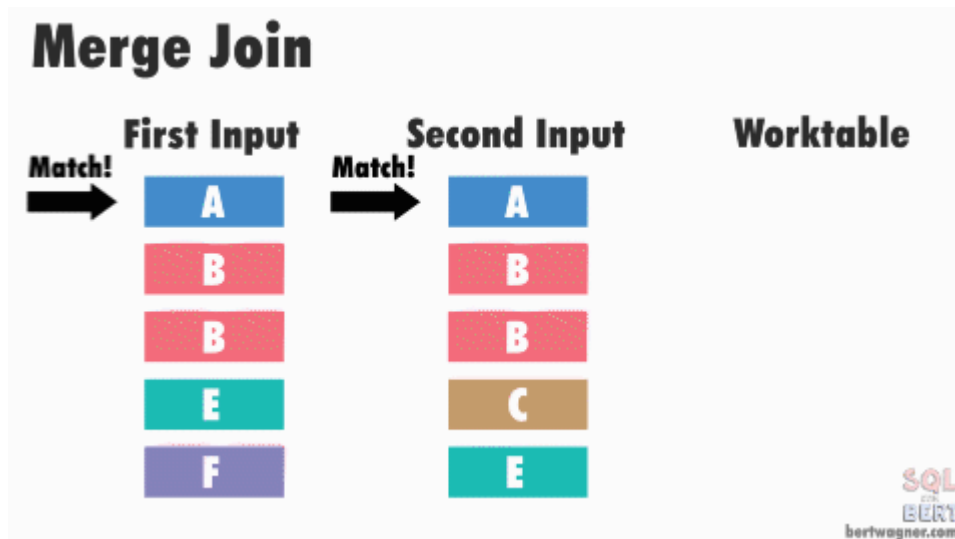 Merge Join
First Input Second Input Worktable
Match! Match!
A A
B B
B B
E C
F E
SQL
BERT
bertwagner.com